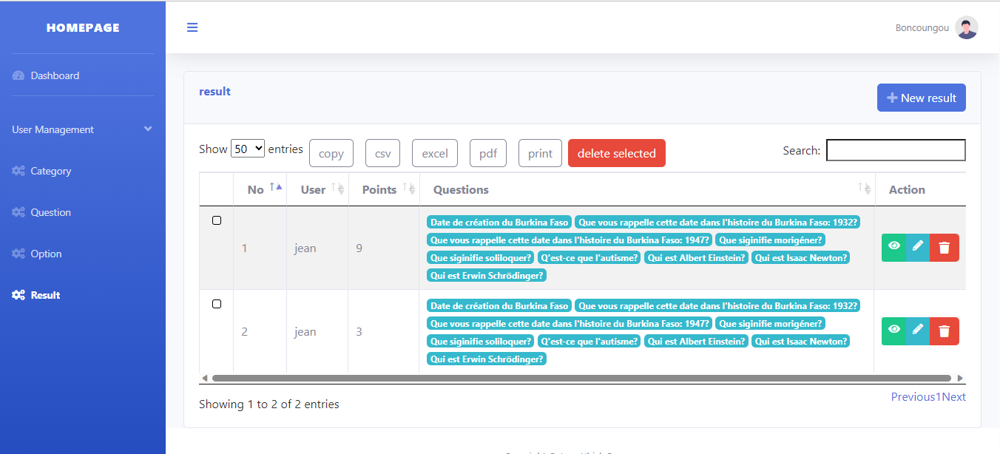 HOMEPAGE
Boncoungou
Dashboard
User Management
Category
Question
Option
Result
result
New result
Show 50 entries copy csv excel pdf print delete selected Search:
No User Points Questions Action
1 jean 9
Date de création du Burkina Faso Que vous rappelle cette date dans l'histoire du Burkina Faso: 1932?
Que vous rappelle cette date dans l'histoire du Burkina Faso: 1947? Que siginifie morigéner?
Que siginifie soliloquer? Q'est-ce que l'autisme? Qui est Albert Einstein? Qui est Isaac Newton?
Qui est Erwin Schrödinger?
2 jean 3
Date de création du Burkina Faso Que vous rappelle cette date dans l'histoire du Burkina Faso: 1932?
Que vous rappelle cette date dans l'histoire du Burkina Faso: 1947? Que siginifie morigéner?
Que siginifie soliloquer? Q'est-ce que l'autisme? Qui est Albert Einstein? Qui est Isaac Newton?
Qui est Erwin Schrödinger?
Showing 1 to 2 of 2 entries
Previous1Next